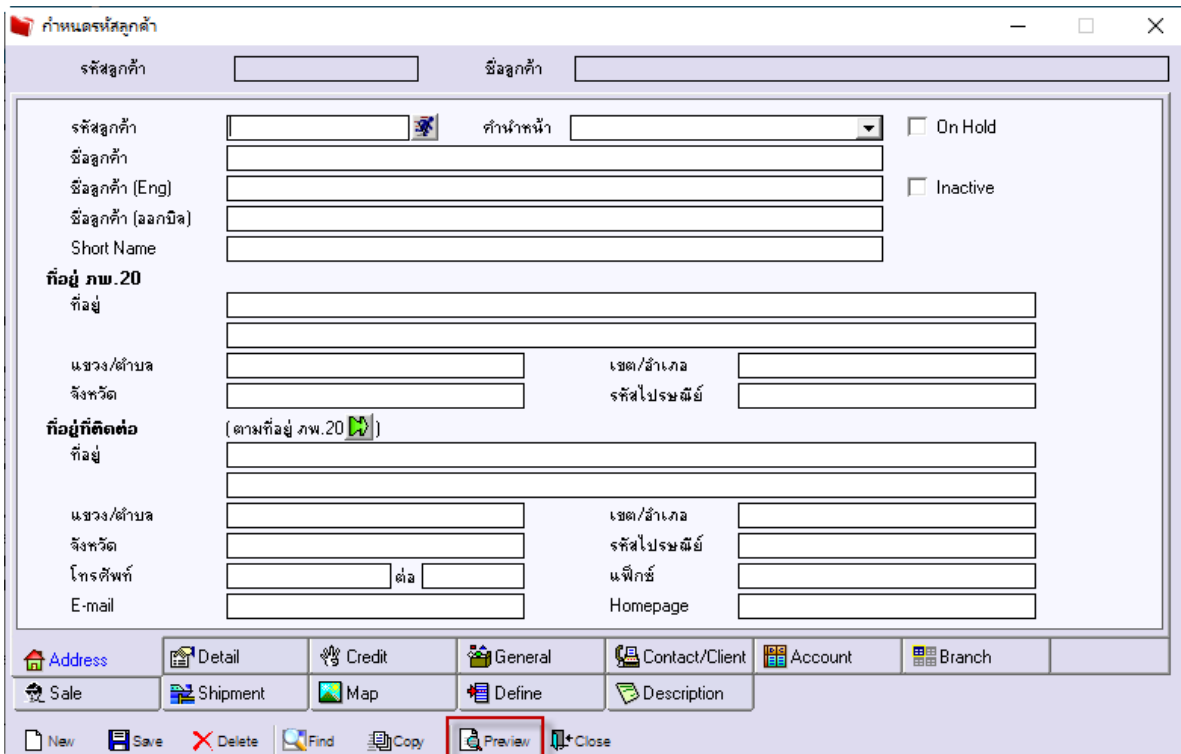 กำหนดรหัสลูกค้า
รหัสลูกค้า ชื่อลูกค้า
รหัสลูกค้า คำนำหน้า On Hold
ชื่อลูกค้า
ชื่อลูกค้า (Eng) Inactive
ชื่อลูกค้า (ออกบิล)
Short Name
ที่อยู่ ภพ.20
ที่อยู่
แขวง/ตำบล เขต/อำเภอ
จังหวัด รหัสไปรษณีย์
ที่อยู่ที่ติดต่อ (ตามที่อยู่ ภพ.20 )
ที่อยู่
แขวง/ตำบล เขต/อำเภอ
จังหวัด รหัสไปรษณีย์
โทรศัพท์ ต่อ แฟ็กซ์
E-mail Homepage
Address Detail Credit General Contact/Client Account Branch
Sale Shipment Map Define Description
New Save Delete Find Copy Preview Close